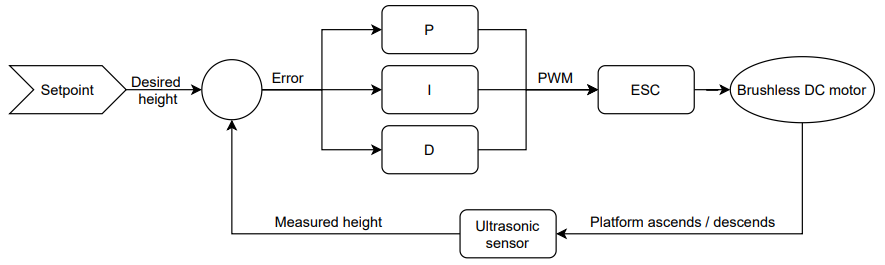 P
Setpoint
Desired
height
Error
I
PWM
ESC
Brushless DC motor
D
Measured height
Ultrasonic
sensor
Platform ascends / descends